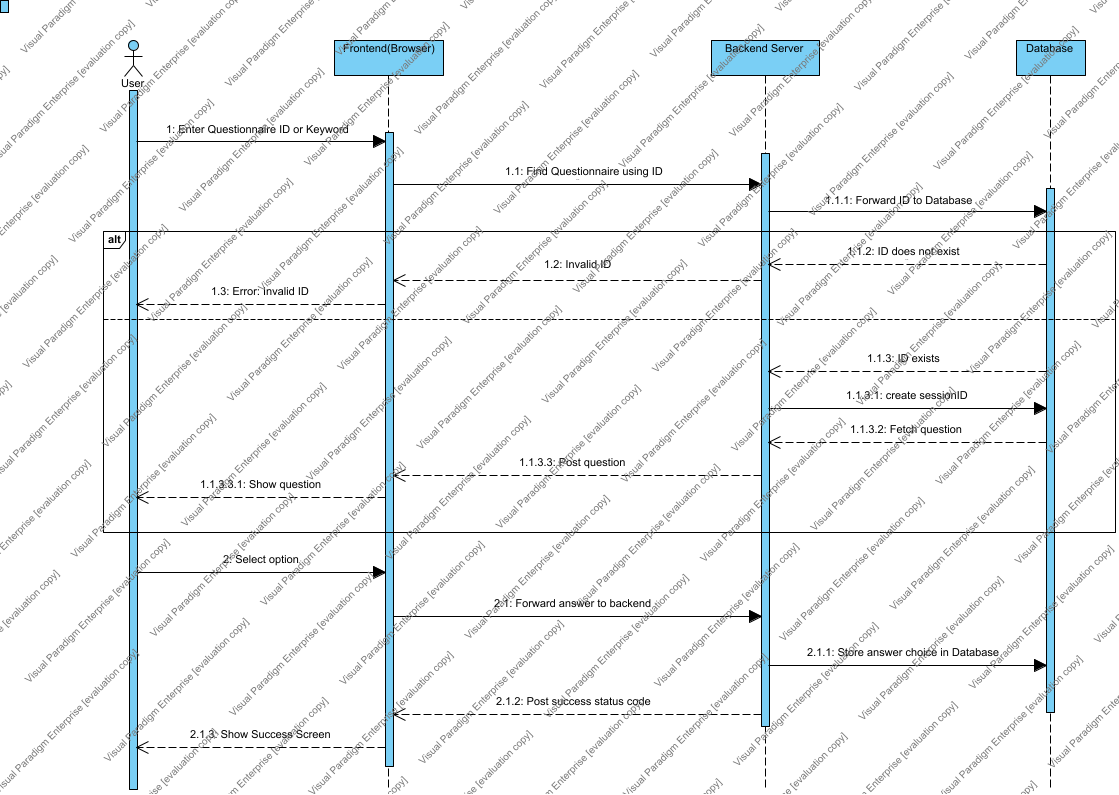 Frontend(Browser)
Backend Server
Database
User
1: Enter Questionnaire ID or Keyword
1.1: Find Questionnaire using ID
1.1.1: Forward ID to Database
alt
1.1.2: ID does not exist
1.2: Invalid ID
1.3: Error: invalid ID
1.1.3: ID exists
1.1.3.1: create sessionID
1.1.3.2: Fetch question
1.1.3.3: Post question
1.1.3.3.1: Show question
2: Select option
2.1: Forward answer to backend
2.1.1: Store answer choice in Database
2.1.2: Post success status code
2.1.3: Show Success Screen
Visual Paradigm Enterprise [evaluation copy]